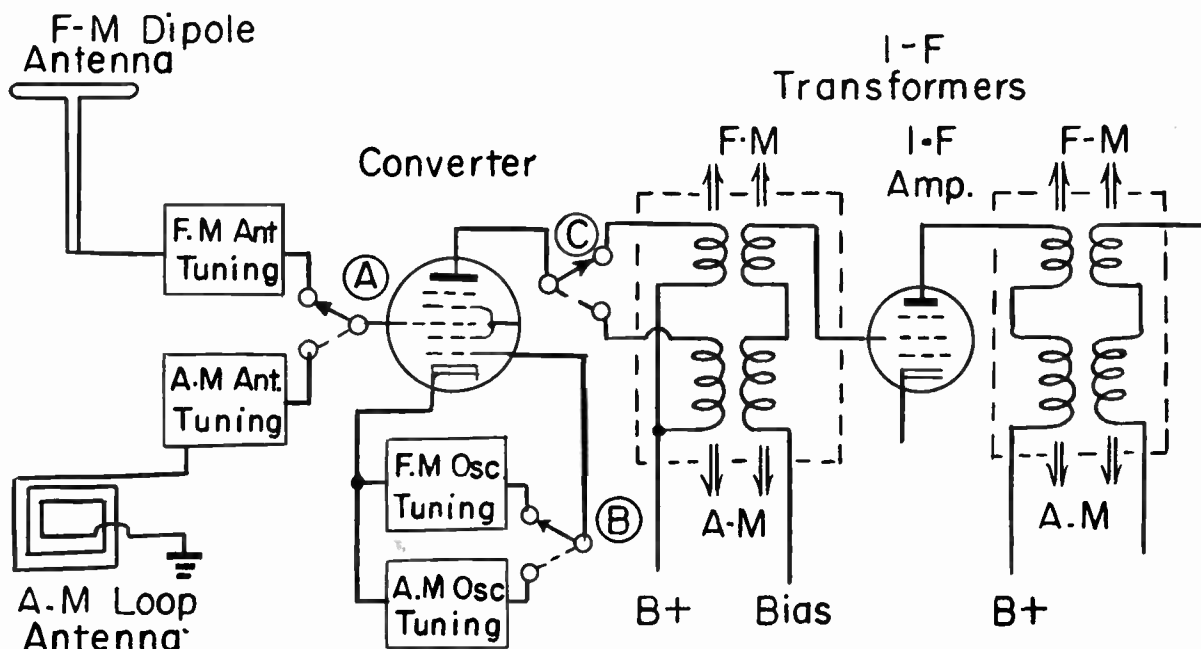 F-M Dipole
Antenna
I-F
Transformers
F·M
I·F
Amp.
F-M
Converter
F.M Ant
Tuning
A
C
A.M Ant.
Tuning
F.M Osc
Tuning
B
A-M
A.M
A.M Osc
Tuning
A.M Loop
Antenna
B+
Bias
B+